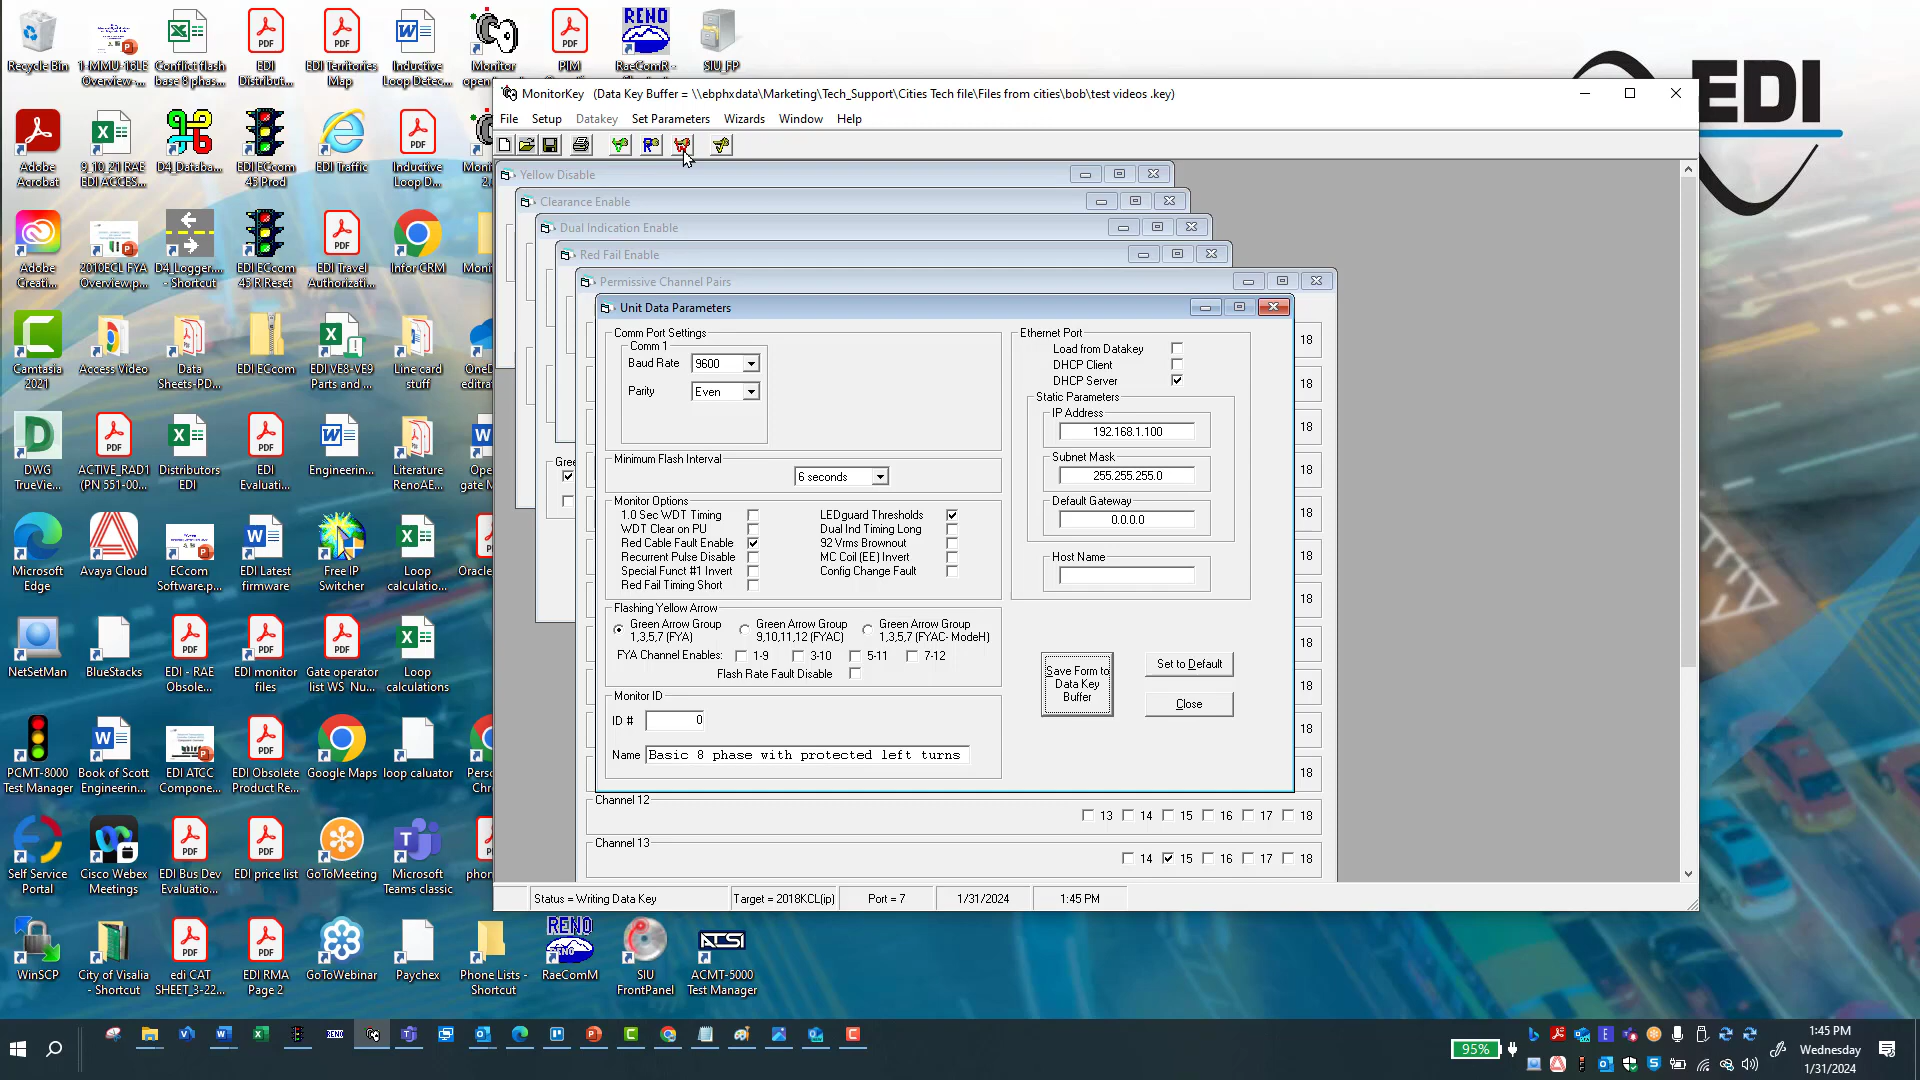 Recycle Bin
1-MMU-16LE Overview-...
Conflict flash base 8 phas...
EDI Distribut...
EDI Territories Map
Inductive Loop Detec...
Monitor
PIM
RENO
RaeComR -
SIU_FP
EDI
MonitorKey (Data Key Buffer = \\ebphxdata\Marketing\Tech_Support\Cities Tech file\Files from cities\bob\test videos .key)
File Setup Datakey Set Parameters Wizards Window Help
Adobe Acrobat
9_10_21 RAE EDI ACCES...
D4_Databa...
EDI ECcom 45 Prod
EDI Traffic
Inductive Loop D...
Yellow Disable
Clearance Enable
Dual Indication Enable
Red Fail Enable
Permissive Channel Pairs
Unit Data Parameters
Adobe Creati...
2010ECL FYA Overview.p...
D4_Logger.... - Shortcut
EDI ECcom 45 R Reset
EDI Travel Authorizati...
Infor CRM
Camtasia 2021
Access Video
Data Sheets-PD...
EDI ECcom
EDI VE8-VE9 Parts and ...
Line card stuff
DWG TrueVie...
ACTIVE_RAD1 (PN 551-00...
Distributors EDI
EDI Evaluati...
Engineerin...
Literature RenoAE...
Microsoft Edge
Avaya Cloud
ECcom Software.p...
EDI Latest firmware
Free IP Switcher
Loop calculatio...
NetSetMan
BlueStacks
EDI - RAE Obsole...
EDI monitor files
Gate operator list WS_Nu...
Loop calculations
PCMT-8000 Test Manager
Book of Scott Engineerin...
EDI ATCC Compone...
EDI Obsolete Product Re...
Google Maps
loop caluator
Self Service Portal
Cisco Webex Meetings
EDI Bus Dev Evaluatio...
EDI price list
GoToMeeting
Microsoft Teams classic
WinSCP
City of Visalia - Shortcut
edi CAT SHEET_3-22...
EDI RMA Page 2
GoToWebinar
Paychex
Phone Lists - Shortcut
RENO
RaeComM
SIU FrontPanel
ATSI
ACMT-5000 Test Manager
Comm Port Settings
Comm 1
Baud Rate 9600
Parity Even
Minimum Flash Interval
6 seconds
Monitor Options
1.0 Sec WDT Timing
WDT Clear on PU
Red Cable Fault Enable
Recurrent Pulse Disable
Special Funct #1 Invert
Red Fail Timing Short
LEDguard Thresholds
Dual Ind Timing Long
92 Vrms Brownout
MC Coil (EE) Invert
Config Change Fault
Flashing Yellow Arrow
Green Arrow Group 1,3,5,7 (FYA)
Green Arrow Group 9,10,11,12 (FYAC)
Green Arrow Group 1,3,5,7 (FYAC- ModeH)
FYA Channel Enables: 1-9 3-10 5-11 7-12
Flash Rate Fault Disable
Monitor ID
ID # 0
Name Basic 8 phase with protected left turns
Ethernet Port
Load from Datakey
DHCP Client
DHCP Server
Static Parameters
IP Address
192.168.1.100
Subnet Mask
255.255.255.0
Default Gateway
0.0.0.0
Host Name
Save Form to Data Key Buffer
Set to Default
Close
18
18
18
18
18
18
18
18
18
18
18
Channel 12
13 14 15 16 17 18
Channel 13
14 15 16 17 18
Status = Writing Data Key Target = 2018KCL(ip) Port = 7 1/31/2024 1:45 PM
95%
1:45 PM
Wednesday
1/31/2024